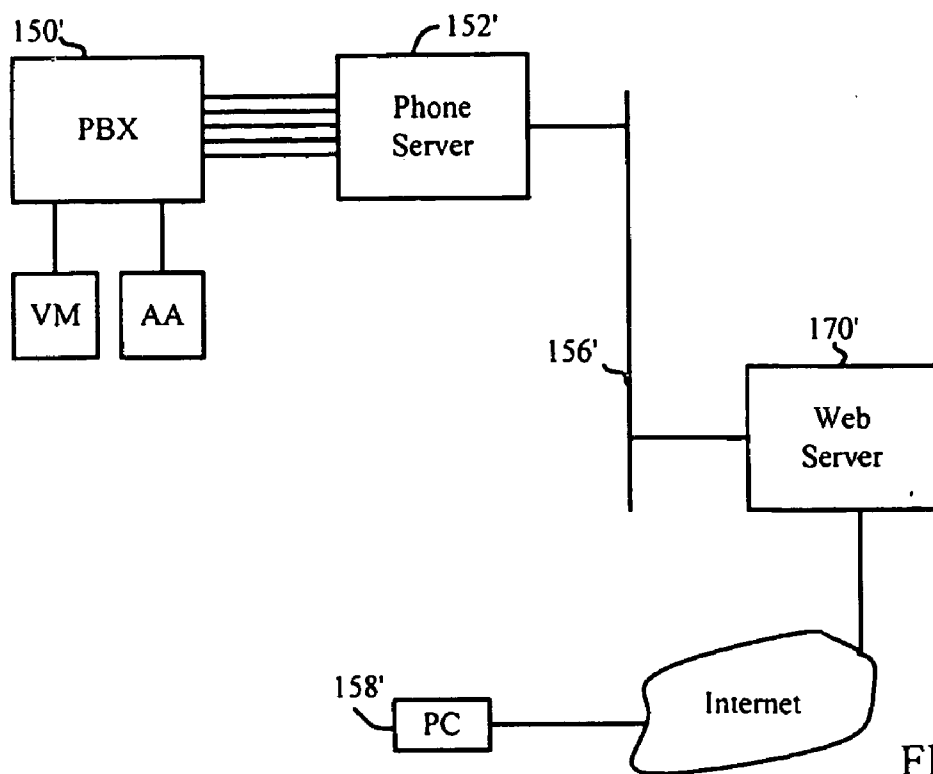 150'
152'
PBX
Phone
Server
VM
AA
156'
170'
Web
Server
158'
PC
Internet